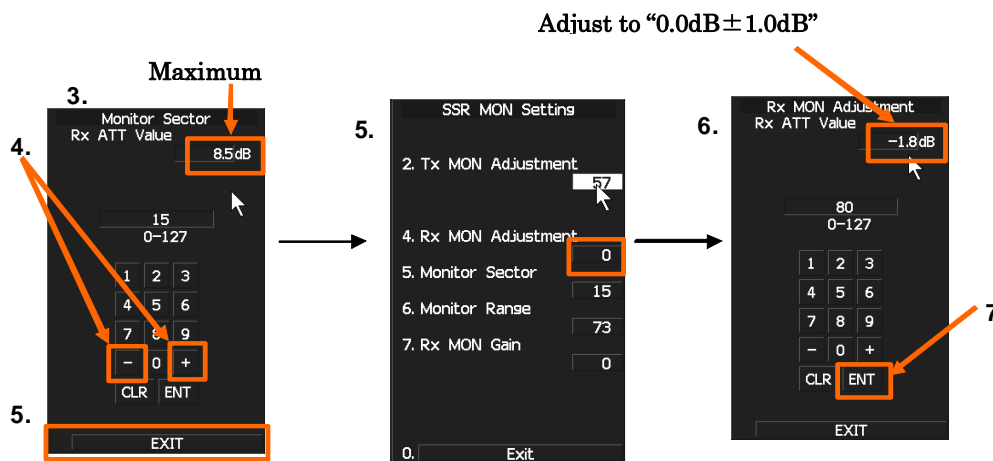 Adjust to “0.0dB±1.0dB”
Maximum
3.
Monitor Sector
Rx ATT Value
8.5dB
4.
15
0-127
1 2 3
4 5 6
7 8 9
- 0 +
CLR ENT
5.
EXIT
5.
SSR MON Setting
2. Tx MON Adjustment
57
4. Rx MON Adjustment
0
5. Monitor Sector
15
6. Monitor Range
73
7. Rx MON Gain
0
0. Exit
6.
Rx MON Adjustment
Rx ATT Value
-1.8dB
80
0-127
1 2 3
4 5 6
7 8 9
- 0 +
CLR ENT
7
EXIT